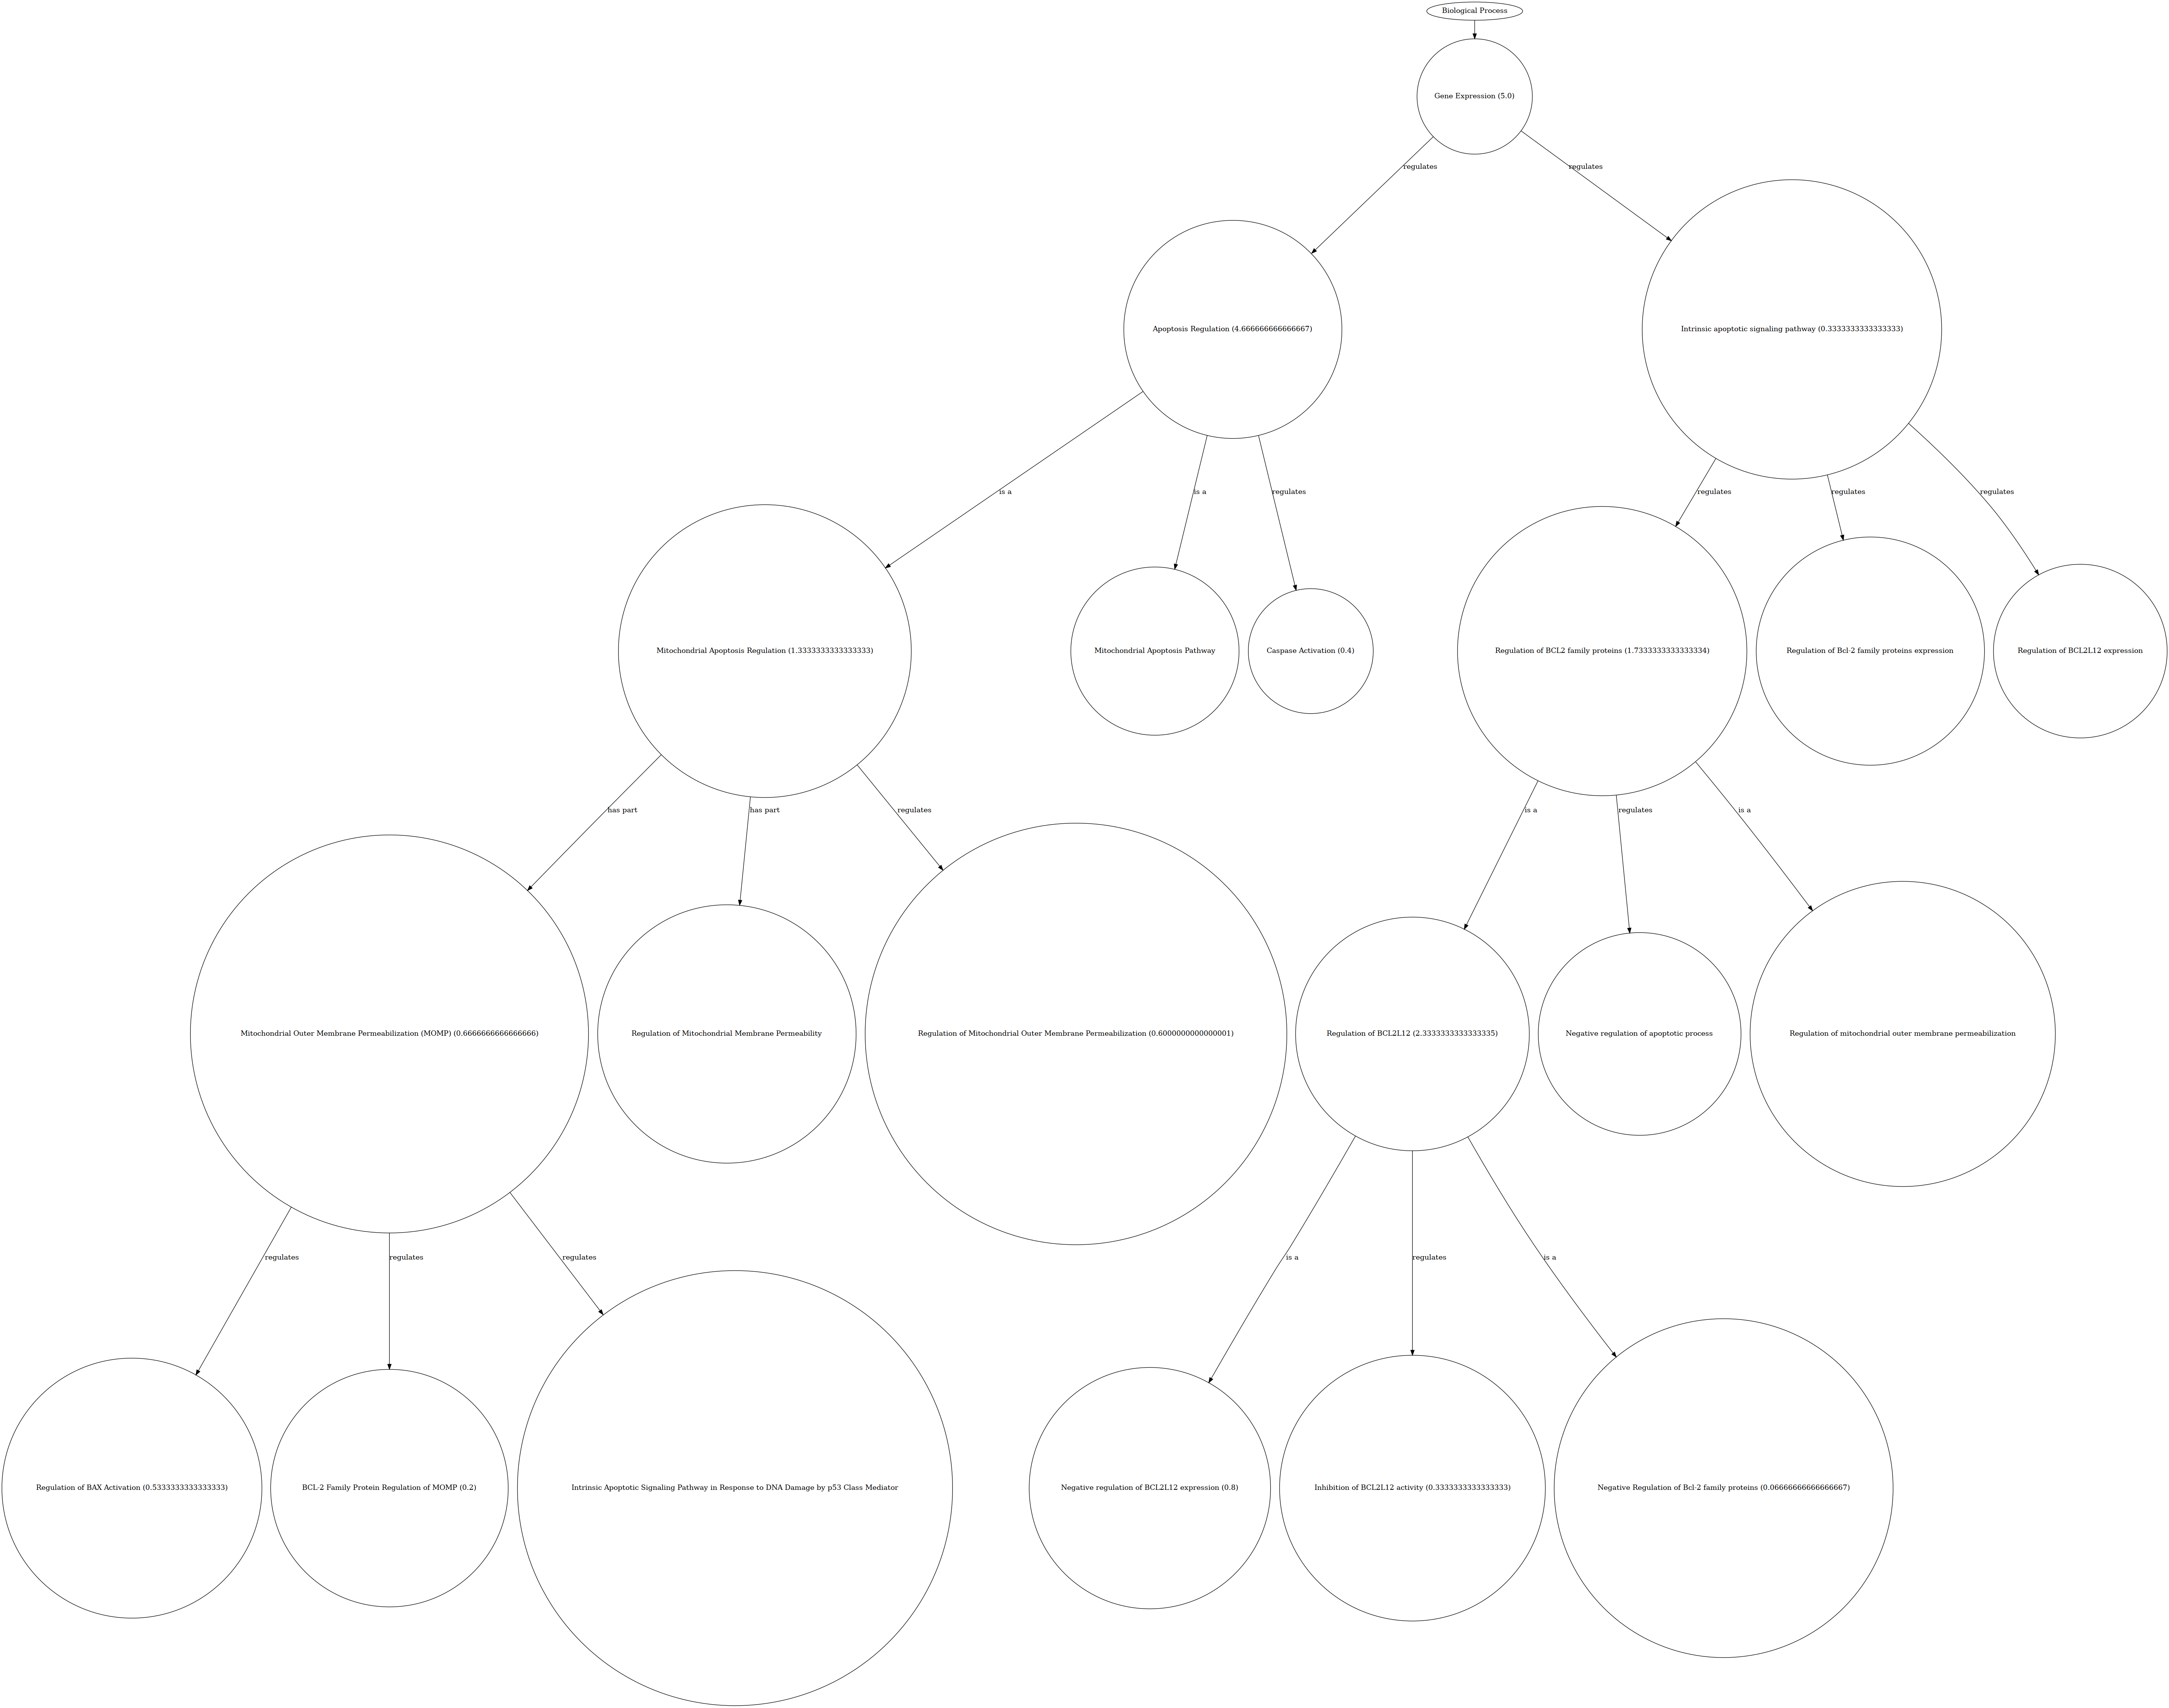 Biological Process
Gene Expression (5.0)
regulates
regulates
Apoptosis Regulation (4.666666666666667)
Intrinsic apoptotic signaling pathway (0.3333333333333333)
is a
is a
regulates
regulates
regulates
regulates
Mitochondrial Apoptosis Regulation (1.3333333333333333)
Mitochondrial Apoptosis Pathway
Caspase Activation (0.4)
Regulation of BCL2 family proteins (1.7333333333333334)
Regulation of Bcl-2 family proteins expression
Regulation of BCL2L12 expression
has part
has part
regulates
is a
regulates
is a
Mitochondrial Outer Membrane Permeabilization (MOMP) (0.6666666666666666)
Regulation of Mitochondrial Membrane Permeability
Regulation of Mitochondrial Outer Membrane Permeabilization (0.6000000000000001)
Regulation of BCL2L12 (2.3333333333333335)
Negative regulation of apoptotic process
Regulation of mitochondrial outer membrane permeabilization
regulates
regulates
regulates
is a
regulates
is a
Regulation of BAX Activation (0.5333333333333333)
BCL-2 Family Protein Regulation of MOMP (0.2)
Intrinsic Apoptotic Signaling Pathway in Response to DNA Damage by p53 Class Mediator
Negative regulation of BCL2L12 expression (0.8)
Inhibition of BCL2L12 activity (0.3333333333333333)
Negative Regulation of Bcl-2 family proteins (0.06666666666666667)